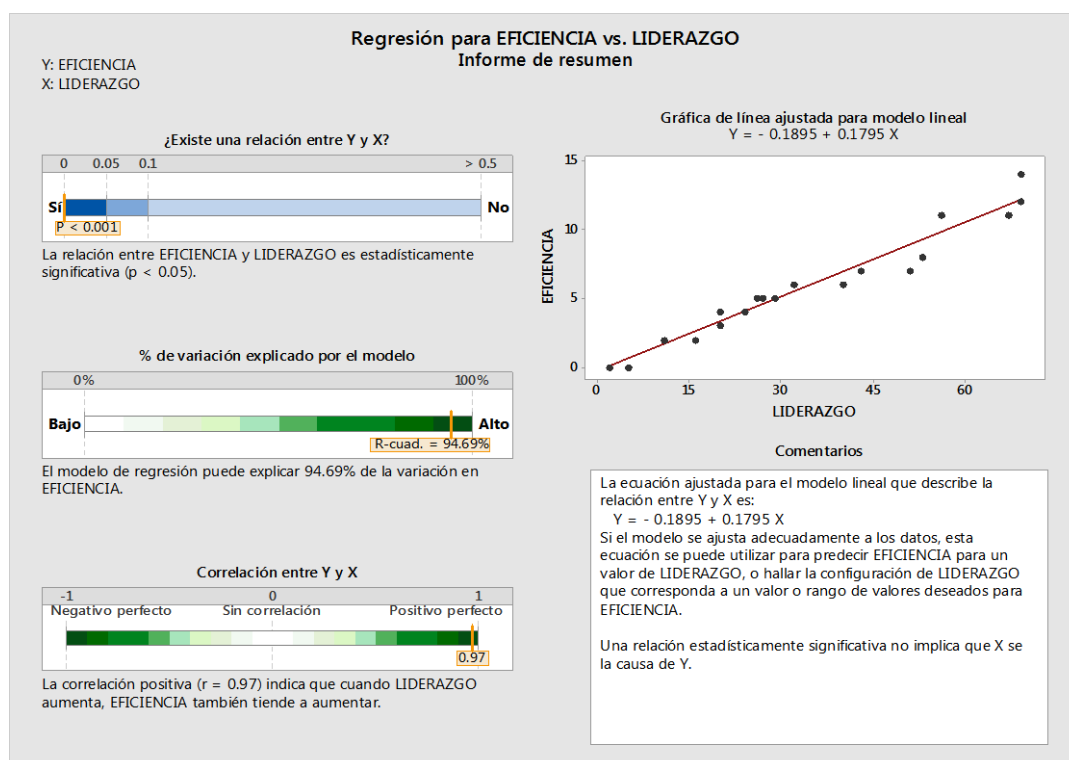 Regresión para EFICIENCIA vs. LIDERAZGO
Informe de resumen
Y: EFICIENCIA
X: LIDERAZGO
¿Existe una relación entre Y y X?
0 0.05 0.1 > 0.5
Sí No
P < 0.001
La relación entre EFICIENCIA y LIDERAZGO es estadísticamente
significativa (p < 0.05).
% de variación explicado por el modelo
0% 100%
Bajo Alto
R-cuad. = 94.69%
El modelo de regresión puede explicar 94.69% de la variación en
EFICIENCIA.
Correlación entre Y y X
-1 0 1
Negativo perfecto Sin correlación Positivo perfecto
0.97
La correlación positiva (r = 0.97) indica que cuando LIDERAZGO
aumenta, EFICIENCIA también tiende a aumentar.
Gráfica de línea ajustada para modelo lineal
Y = - 0.1895 + 0.1795 X
15
10
5
0
EFICIENCIA
0 15 30 45 60
LIDERAZGO
Comentarios
La ecuación ajustada para el modelo lineal que describe la
relación entre Y y X es:
Y = - 0.1895 + 0.1795 X
Si el modelo se ajusta adecuadamente a los datos, esta
ecuación se puede utilizar para predecir EFICIENCIA para un
valor de LIDERAZGO, o hallar la configuración de LIDERAZGO
que corresponda a un valor o rango de valores deseados para
EFICIENCIA.
Una relación estadísticamente significativa no implica que X se
la causa de Y.